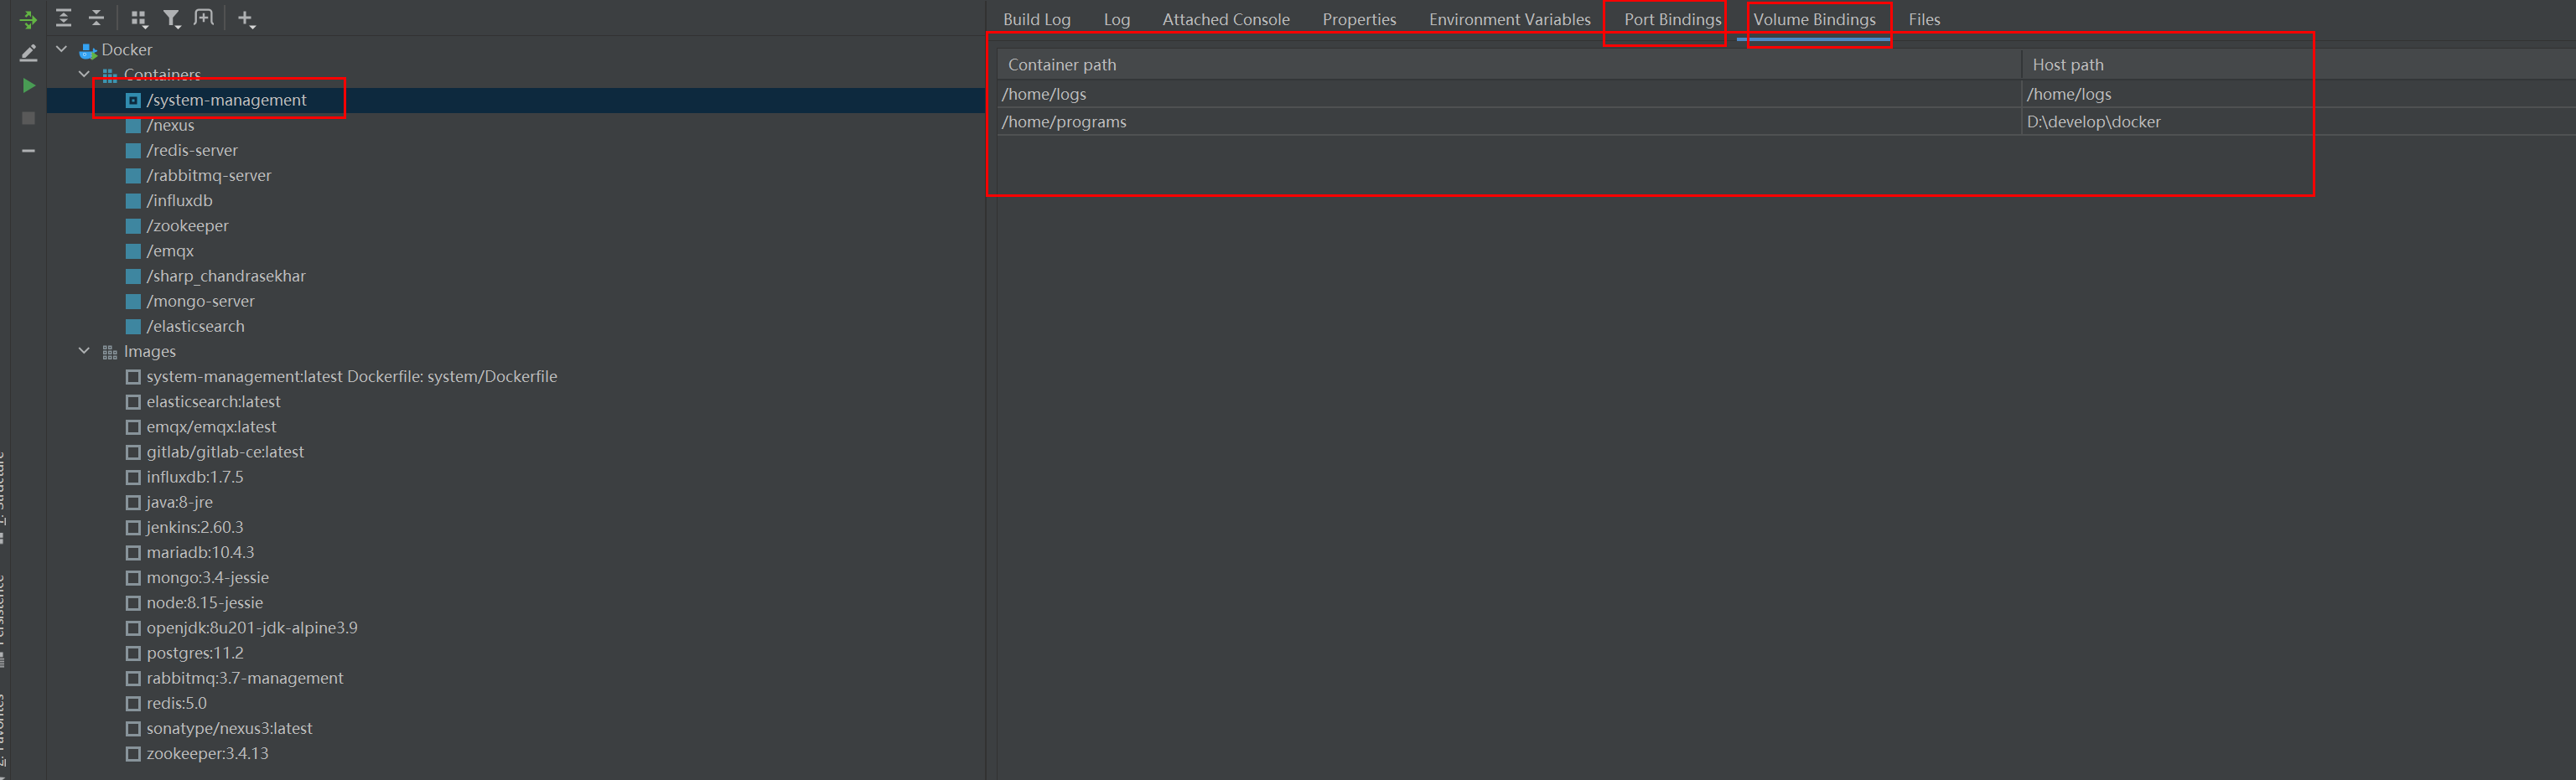 Build Log Log Attached Console Properties Environment Variables Port Bindings Volume Bindings Files
Docker
Containers
/system-management
/nexus
/redis-server
/rabbitmq-server
/influxdb
/zookeeper
/emqx
/sharp_chandrasekhar
/mongo-server
/elasticsearch
Images
system-management:latest Dockerfile: system/Dockerfile
elasticsearch:latest
emqx/emqx:latest
gitlab/gitlab-ce:latest
influxdb:1.7.5
java:8-jre
jenkins:2.60.3
mariadb:10.4.3
mongo:3.4-jessie
node:8.15-jessie
openjdk:8u201-jdk-alpine3.9
postgres:11.2
rabbitmq:3.7-management
redis:5.0
sonatype/nexus3:latest
zookeeper:3.4.13
Container path Host path
/home/logs /home/logs
/home/programs D:\develop\docker